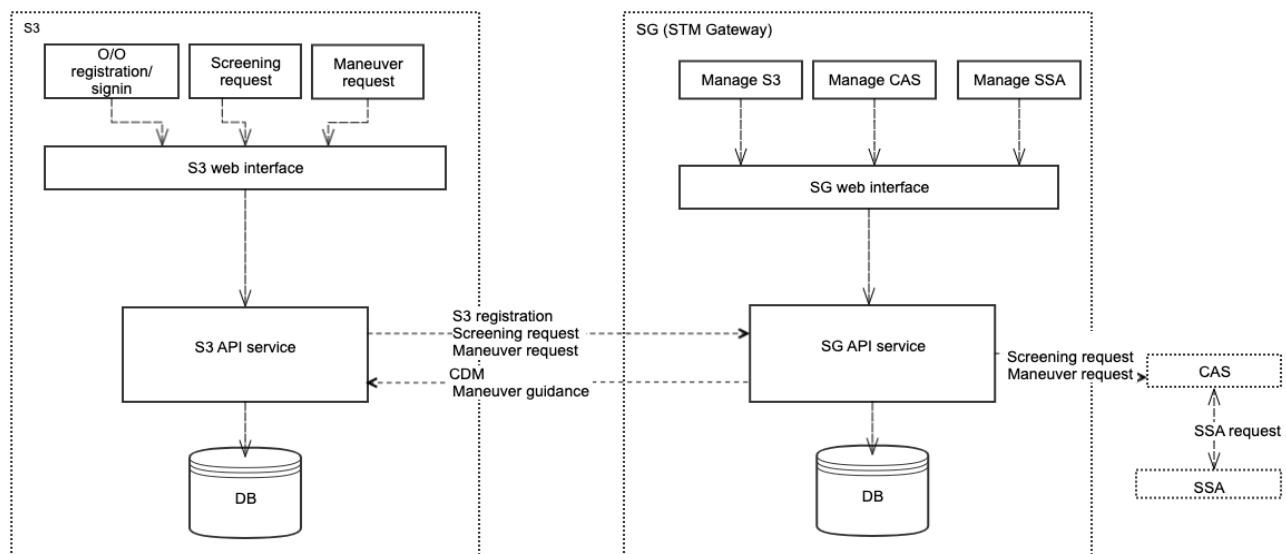 S3
O/O
registration/
signin
Screening
request
Maneuver
request
S3 web interface
S3 API service
DB
S3 registration
Screening request
Maneuver request
CDM
Maneuver guidance
SG (STM Gateway)
Manage S3
Manage CAS
Manage SSA
SG web interface
SG API service
DB
Screening request
Maneuver request
CAS
SSA request
SSA